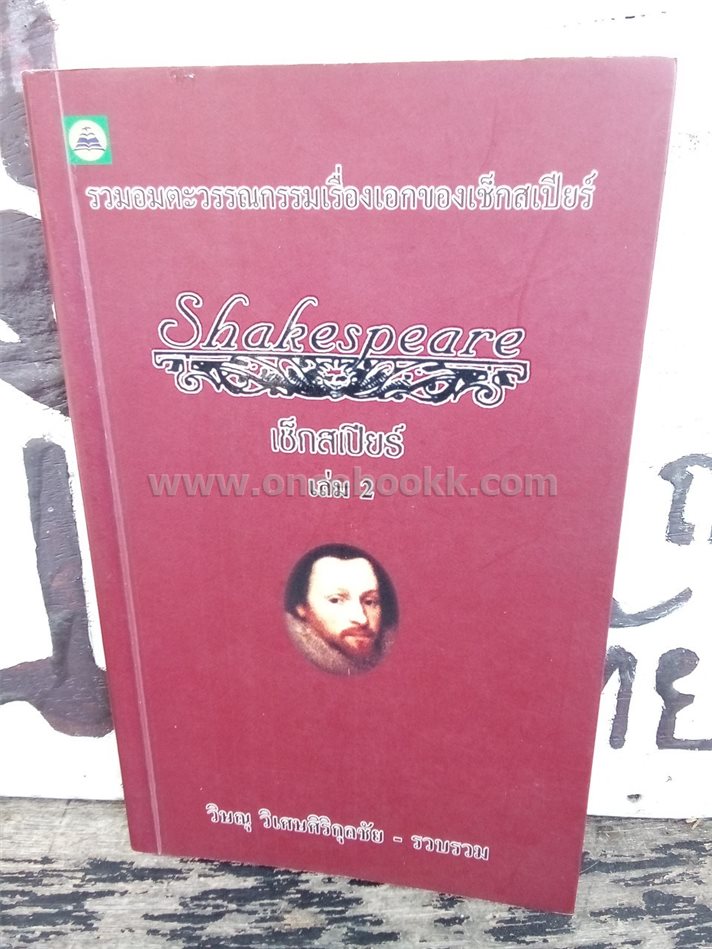 รวมอมตะวรรณกรรมเรื่องเอกของเช็กสเปียร์
Shakespeare
เช็กสเปียร์
www.ondabookk.com
เล่ม 2
วิษณุ วิเศษศิริกุลชัย - รวบรวม